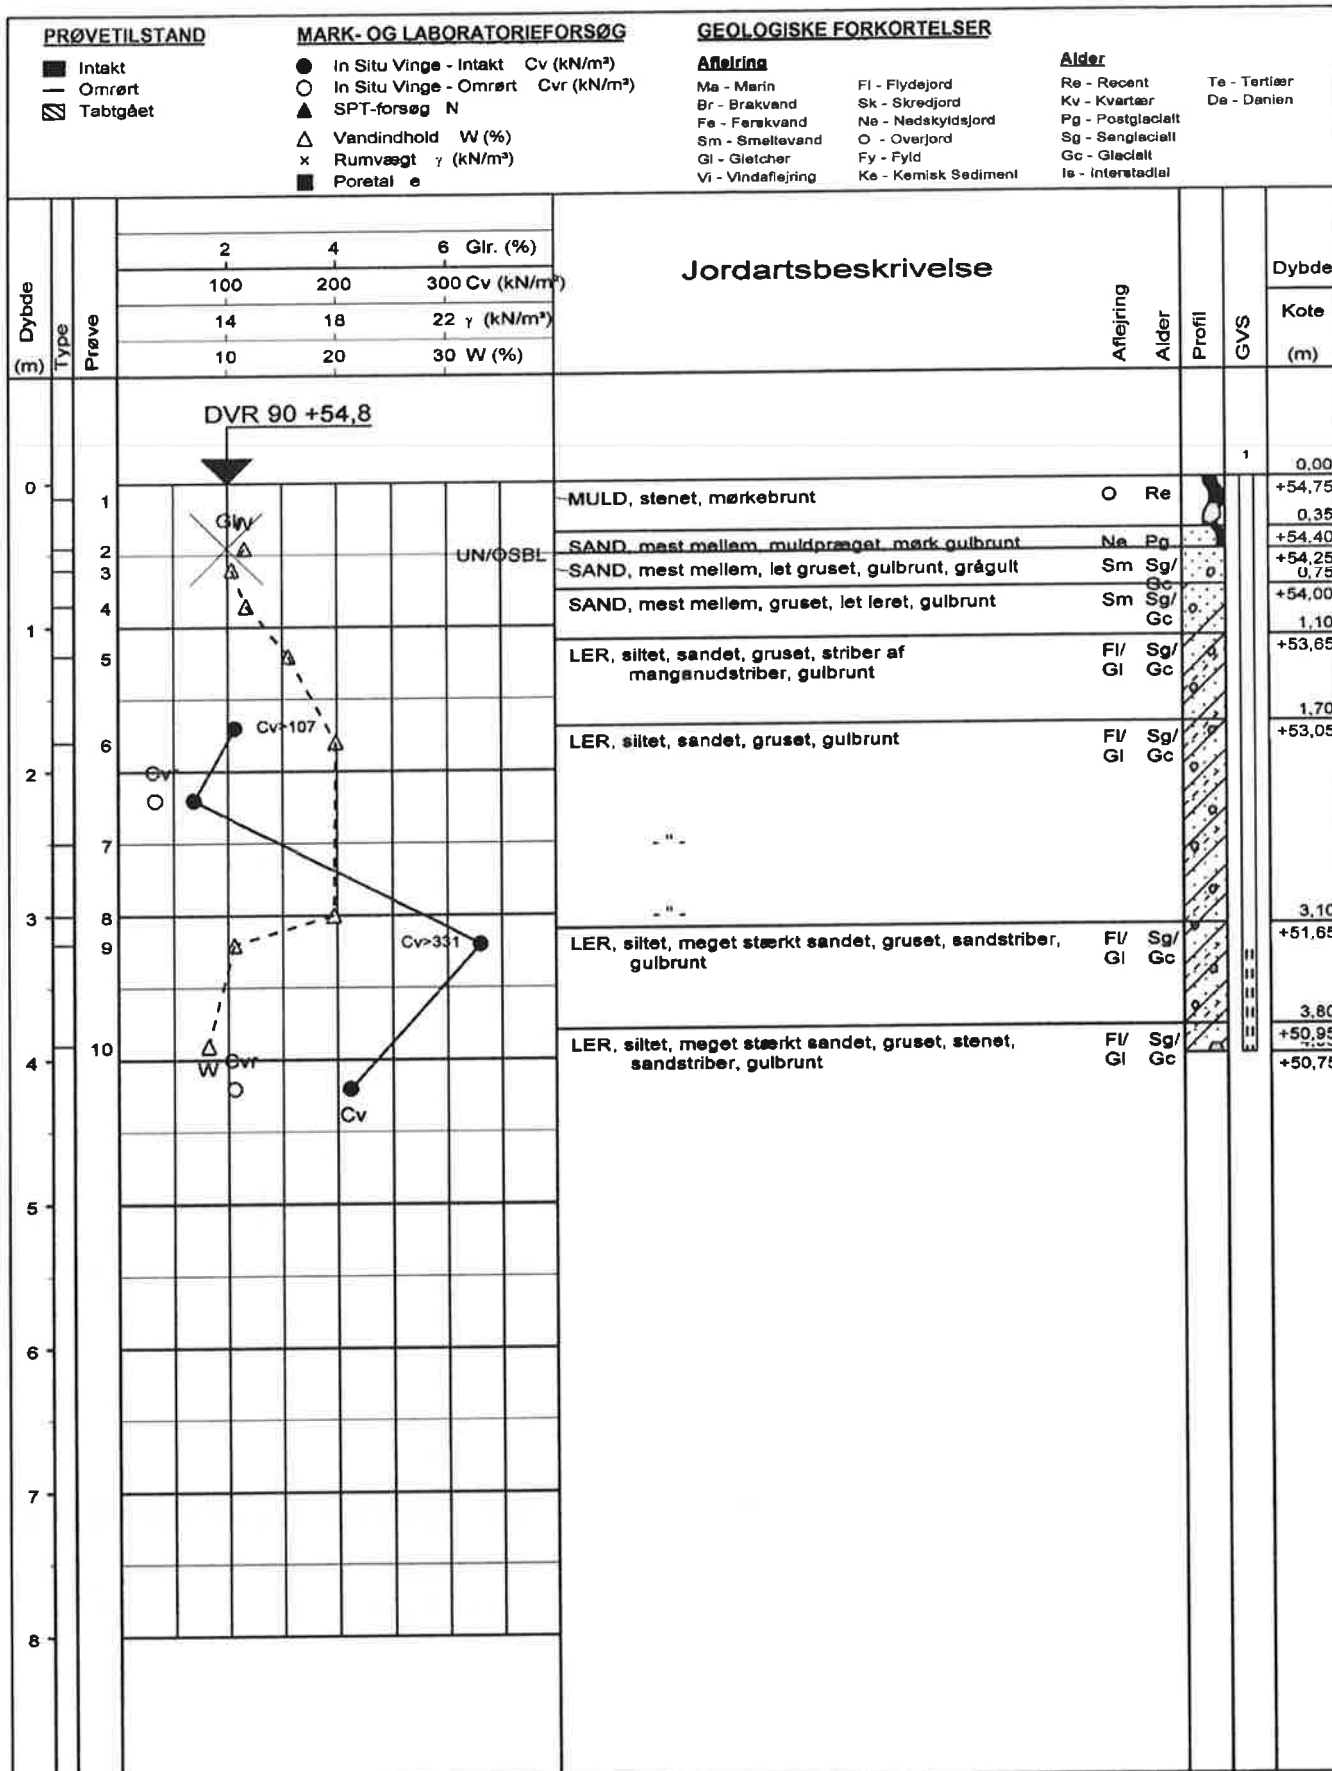 PRØVETILSTAND
Intakt
Omrørt
Tabtgået
MARK- OG LABORATORIEFORSØG
In Situ Vinge - Intakt Cv (kN/m²)
In Situ Vinge - Omrørt Cvr (kN/m²)
SPT-forsøg N
Vandindhold W (%)
Rumvægt γ (kN/m³)
Poretal e
GEOLOGISKE FORKORTELSER
Aflejring
Ma - Marin
Br - Brakvand
Fe - Ferskvand
Sm - Smeltevand
Gl - Gletcher
Vi - Vindaflejring
Fl - Flydejord
Sk - Skredjord
Ne - Nedskylsjord
O - Overjord
Fy - Fyld
Ke - Kemisk Sediment
Alder
Re - Recent
Kv - Kvartær
Pg - Postglacialt
Sg - Senglacialt
Gc - Glacialt
Is - Interstadial
Te - Tertiær
Da - Danien
Dybde
(m)
Type
Prøve
2 4 6 Glr. (%)
100 200 300 Cv (kN/m²)
14 18 22 γ (kN/m³)
10 20 30 W (%)
Jordartsbeskrivelse
Aflejring
Alder
Profil
GVS
Dybde
Kote
(m)
DVR 90 +54,8
1
0,00
0
1
MULD, stenet, mørkebrunt O Re
+54,75
0,35
W
2
UN/OSBL
SAND, mest mellem, muldpræget, mørk gulbrunt Ne Pg
+54,40
3
SAND, mest mellem, let gruset, gulbrunt, grågult Sm Sg/
Gc
+54,25
0,75
4
SAND, mest mellem, gruset, let leret, gulbrunt Sm Sg/
Gc
+54,00
1,10
1
5
LER, siltet, sandet, gruset, striber af
manganudstriber, gulbrunt
Fl/ Sg/
Gl Gc
+53,65
1,70
Cv>107
6
LER, siltet, sandet, gruset, gulbrunt
Fl/ Sg/
Gl Gc
+53,05
2
Cvr
7
- " -
3
8
- " -
3,10
9
Cv>331
LER, siltet, meget stærkt sandet, gruset, sandstriber,
gulbrunt
Fl/ Sg/
Gl Gc
+51,65
3,80
10
LER, siltet, meget stærkt sandet, gruset, stenet,
sandstriber, gulbrunt
Fl/ Sg/
Gl Gc
+50,95
+50,75
4
W
Cvr
Cv
5
6
7
8